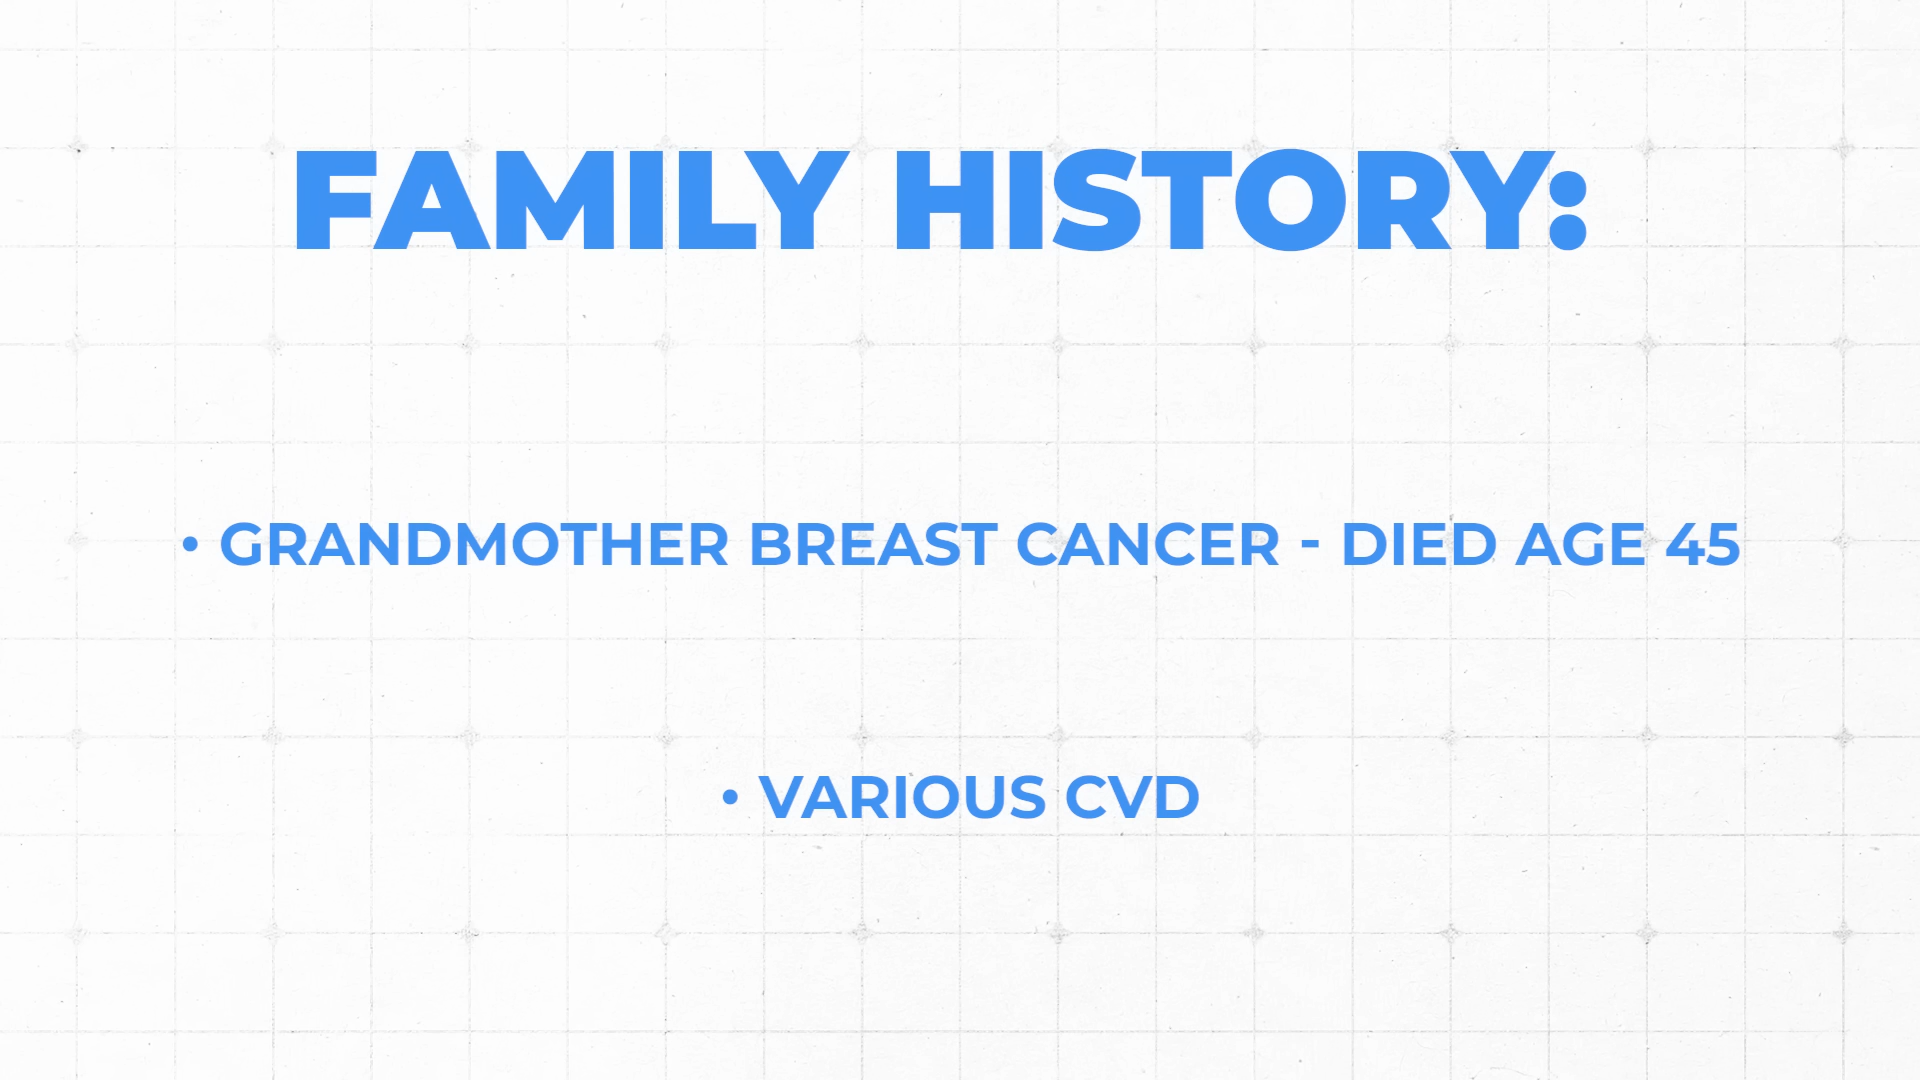 FAMILY HISTORY:
• GRANDMOTHER BREAST CANCER - DIED AGE 45
• VARIOUS CVD